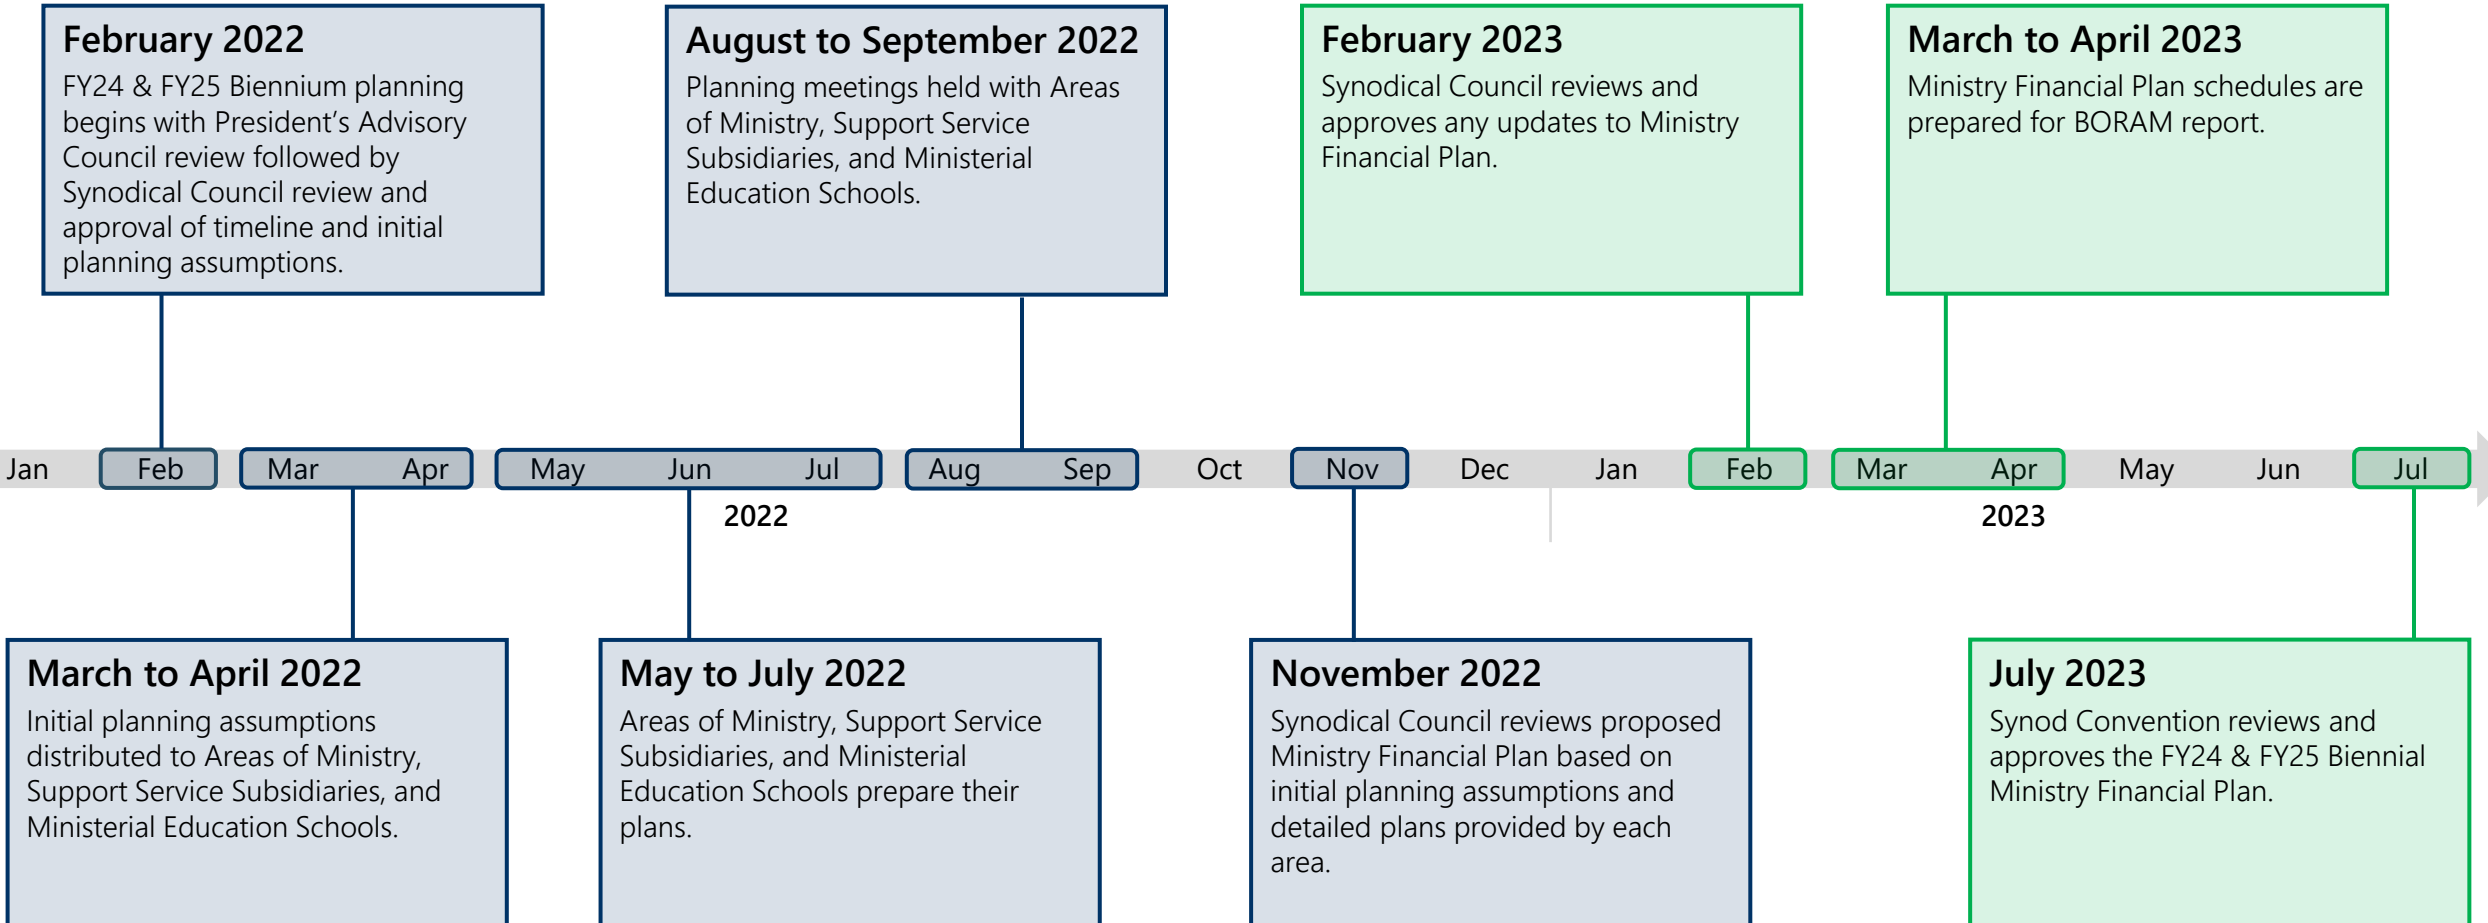 February 2022
FY24 & FY25 Biennium planning
begins with President’s Advisory
Council review followed by
Synodical Council review and
approval of timeline and initial
planning assumptions.
August to September 2022
Planning meetings held with Areas
of Ministry, Support Service
Subsidiaries, and Ministerial
Education Schools.
February 2023
Synodical Council reviews and
approves any updates to Ministry
Financial Plan.
March to April 2023
Ministry Financial Plan schedules are
prepared for BORAM report.
Jan Feb Mar Apr May Jun Jul Aug Sep Oct Nov Dec Jan Feb Mar Apr May Jun Jul
2022 2023
March to April 2022
Initial planning assumptions
distributed to Areas of Ministry,
Support Service Subsidiaries, and
Ministerial Education Schools.
May to July 2022
Areas of Ministry, Support Service
Subsidiaries, and Ministerial
Education Schools prepare their
plans.
November 2022
Synodical Council reviews proposed
Ministry Financial Plan based on
initial planning assumptions and
detailed plans provided by each
area.
July 2023
Synod Convention reviews and
approves the FY24 & FY25 Biennial
Ministry Financial Plan.